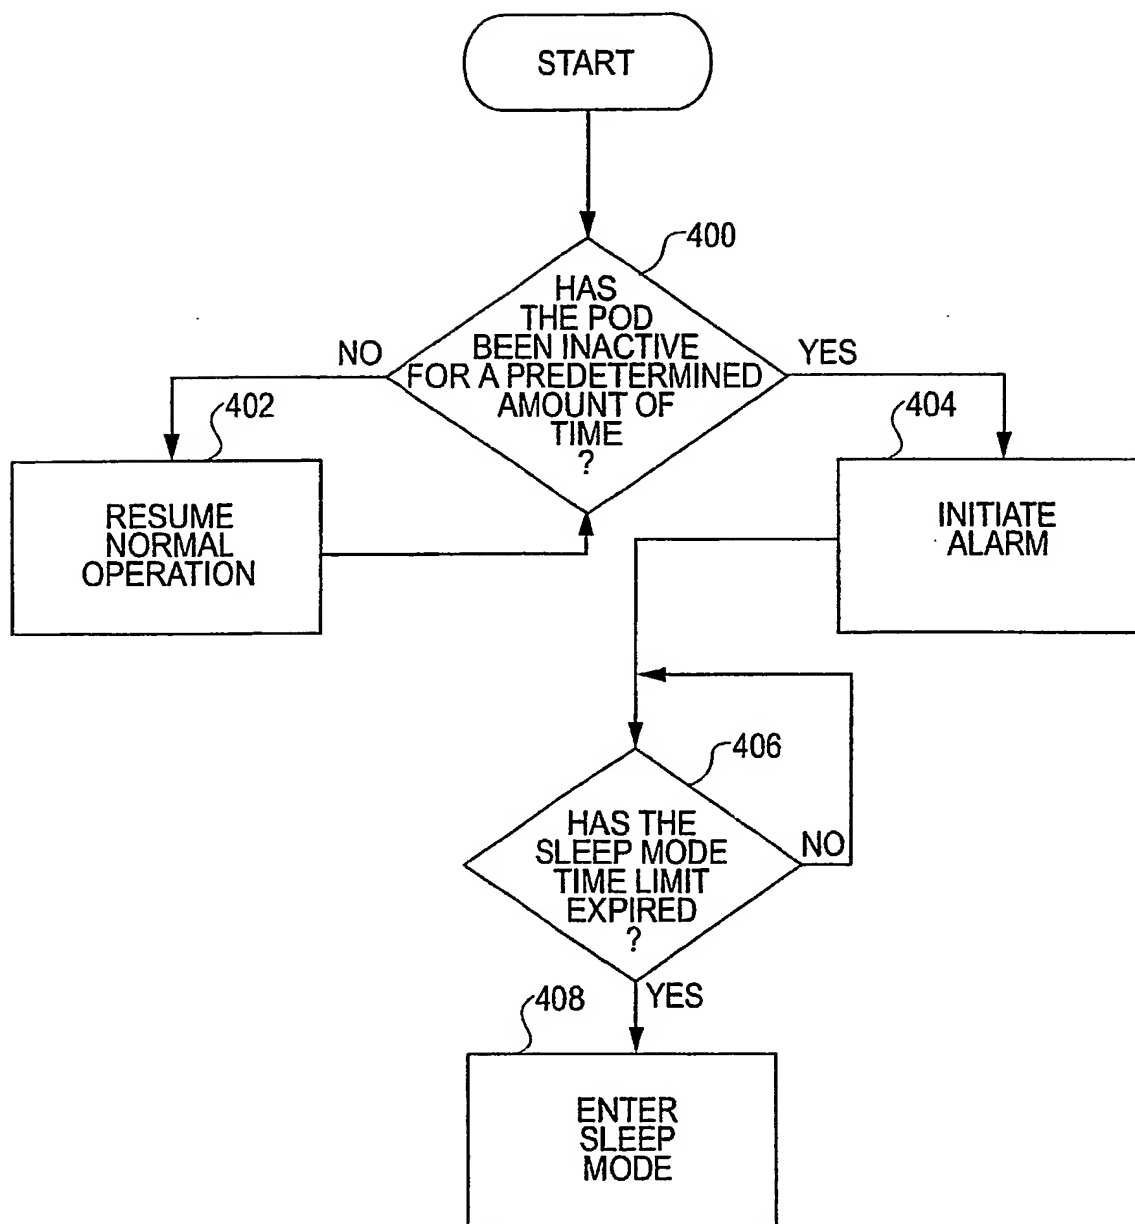 START
400
HAS
THE POD
BEEN INACTIVE
FOR A PREDETERMINED
AMOUNT OF
TIME
?
NO
YES
402
404
RESUME
NORMAL
OPERATION
INITIATE
ALARM
406
HAS THE
SLEEP MODE
TIME LIMIT
EXPIRED
?
NO
YES
408
ENTER
SLEEP
MODE